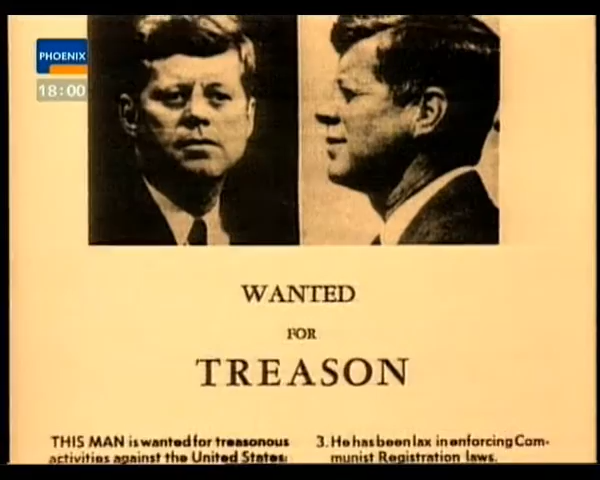 PHOENIX
18:00
WANTED
FOR
TREASON
THIS MAN is wanted for treasonous
activities against the United States:
3. He has been lax in enforcing Com-
munist Registration laws.